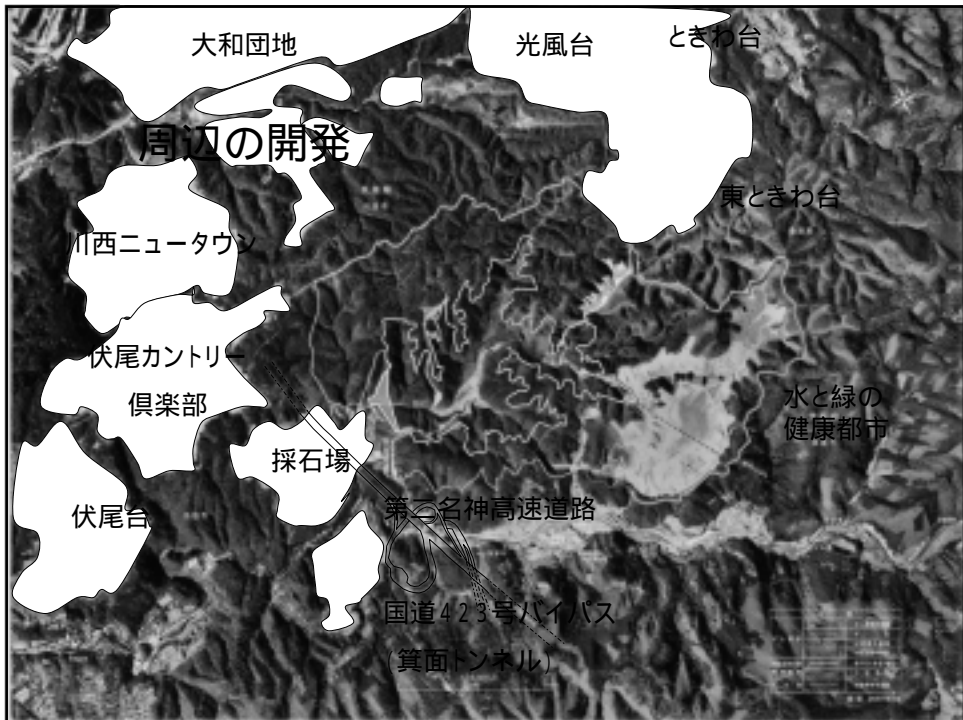 大和団地
光風台
ときわ台
周辺の開発
東ときわ台
川西ニュータウン
伏尾カントリー
倶楽部
水と緑の
健康都市
採石場
伏尾台
第二名神高速道路
国道423号バイパス
(箕面トンネル)